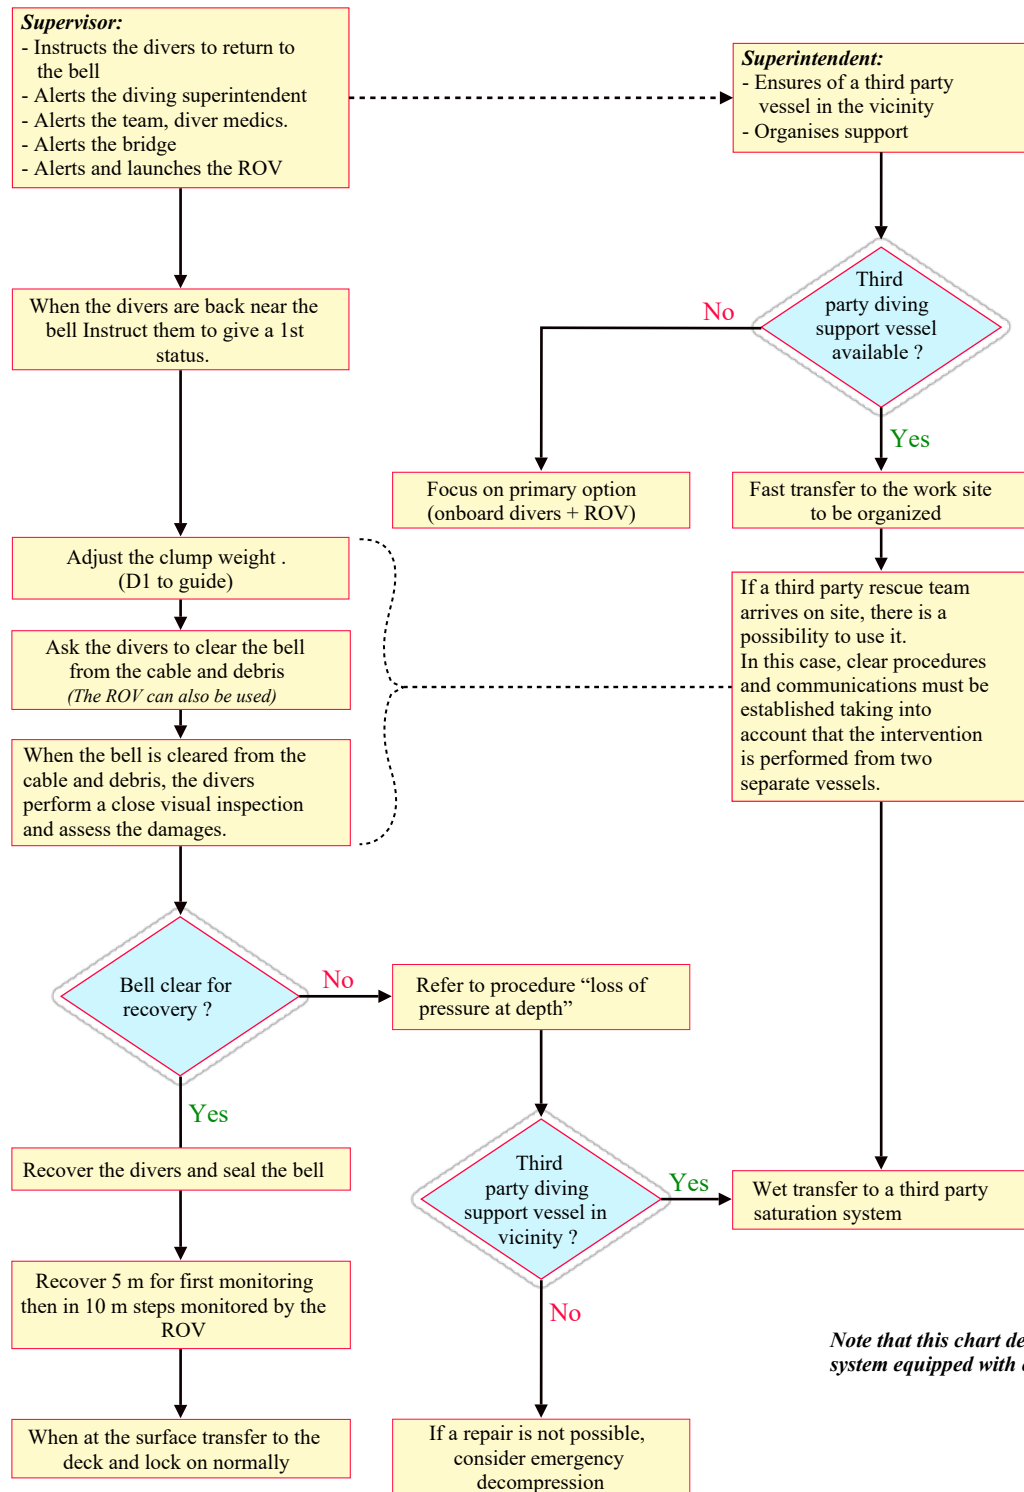 Supervisor:
- Instructs the divers to return to
the bell
- Alerts the diving superintendent
- Alerts the team, diver medics.
- Alerts the bridge
- Alerts and launches the ROV
Superintendent:
- Ensures of a third party
vessel in the vicinity
- Organises support
When the divers are back near the
bell Instruct them to give a 1st
status.
Third
party diving
support vessel
available ?
No
Yes
Focus on primary option
(onboard divers + ROV)
Fast transfer to the work site
to be organized
Adjust the clump weight .
(D1 to guide)
Ask the divers to clear the bell
from the cable and debris
(The ROV can also be used)
When the bell is cleared from the
cable and debris, the divers
perform a close visual inspection
and assess the damages.
If a third party rescue team
arrives on site, there is a
possibility to use it.
In this case, clear procedures
and communications must be
established taking into
account that the intervention
is performed from two
separate vessels.
Bell clear for
recovery ?
No
Yes
Refer to procedure “loss of
pressure at depth”
Recover the divers and seal the bell
Third
party diving
support vessel in
vicinity ?
Yes
No
Wet transfer to a third party
saturation system
Recover 5 m for first monitoring
then in 10 m steps monitored by the
ROV
When at the surface transfer to the
deck and lock on normally
If a repair is not possible,
consider emergency
decompression
Note that this chart de
system equipped with